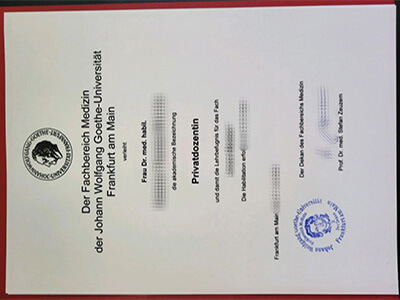 Der Fachbereich Medizin
der Johann Wolfgang Goethe-Universität
Frankfurt am Main
verleiht
Frau Dr. med. habil.
die akademische Bezeichnung
Privatdozentin
und damit die Lehrbefugnis für das Fach
Die Habilitation
Frankfurt am Main
Der Dekan des Fachbereichs Medizin
Prof. Dr. med. Stefan Zeuzem